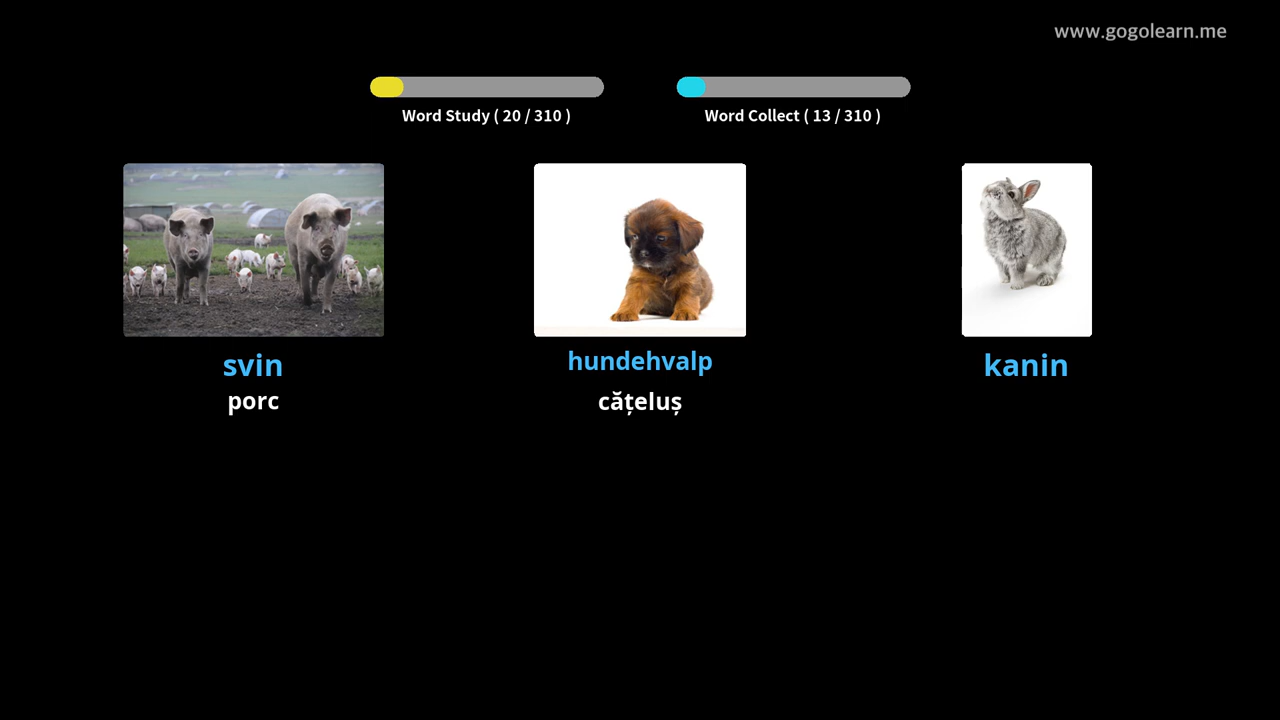 www.gogolearn.me
Word Study ( 20 / 310 )
Word Collect ( 13 / 310 )
svin
porc
hundehvalp
cățeluș
kanin